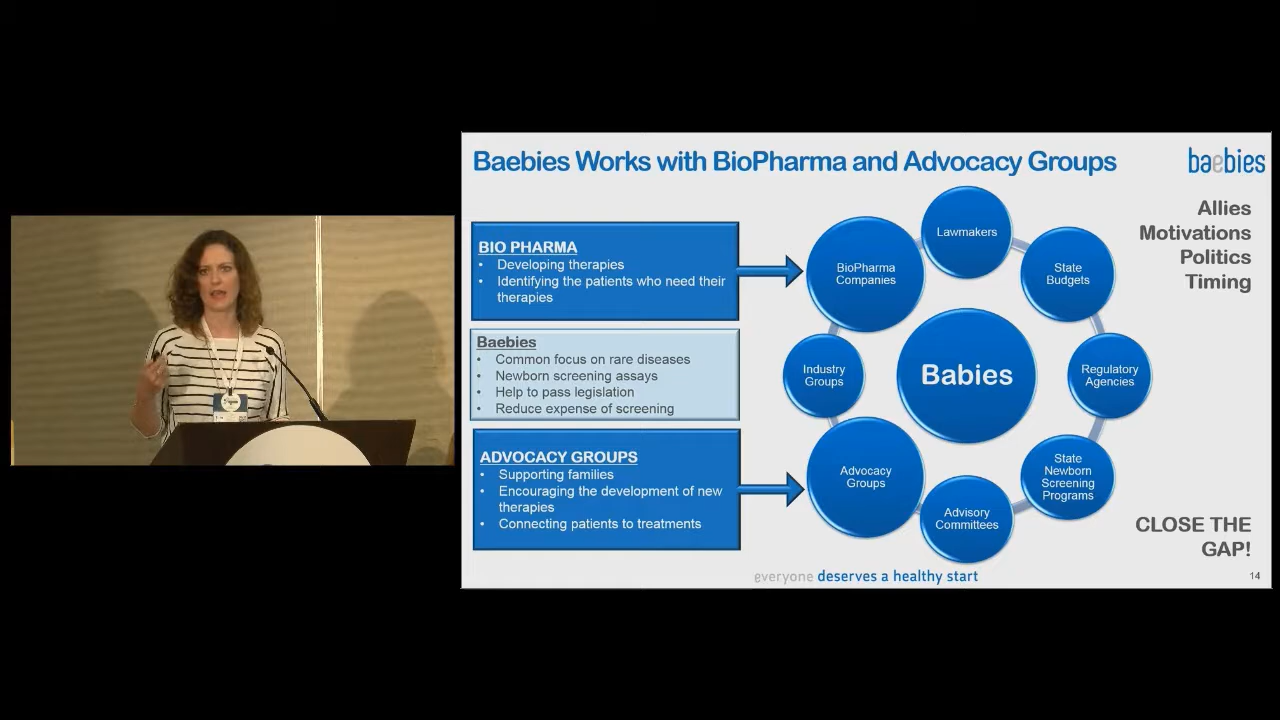 Baebies Works with BioPharma and Advocacy Groups
baebies
BIO PHARMA
• Developing therapies
• Identifying the patients who need their
therapies
Baebies
• Common focus on rare diseases
• Newborn screening assays
• Help to pass legislation
• Reduce expense of screening
ADVOCACY GROUPS
• Supporting families
• Encouraging the development of new
therapies
• Connecting patients to treatments
Lawmakers
BioPharma
Companies
State
Budgets
Industry
Groups
Babies
Regulatory
Agencies
Advocacy
Groups
State
Newborn
Screening
Programs
Advisory
Committees
Allies
Motivations
Politics
Timing
CLOSE THE
GAP!
everyone deserves a healthy start
14